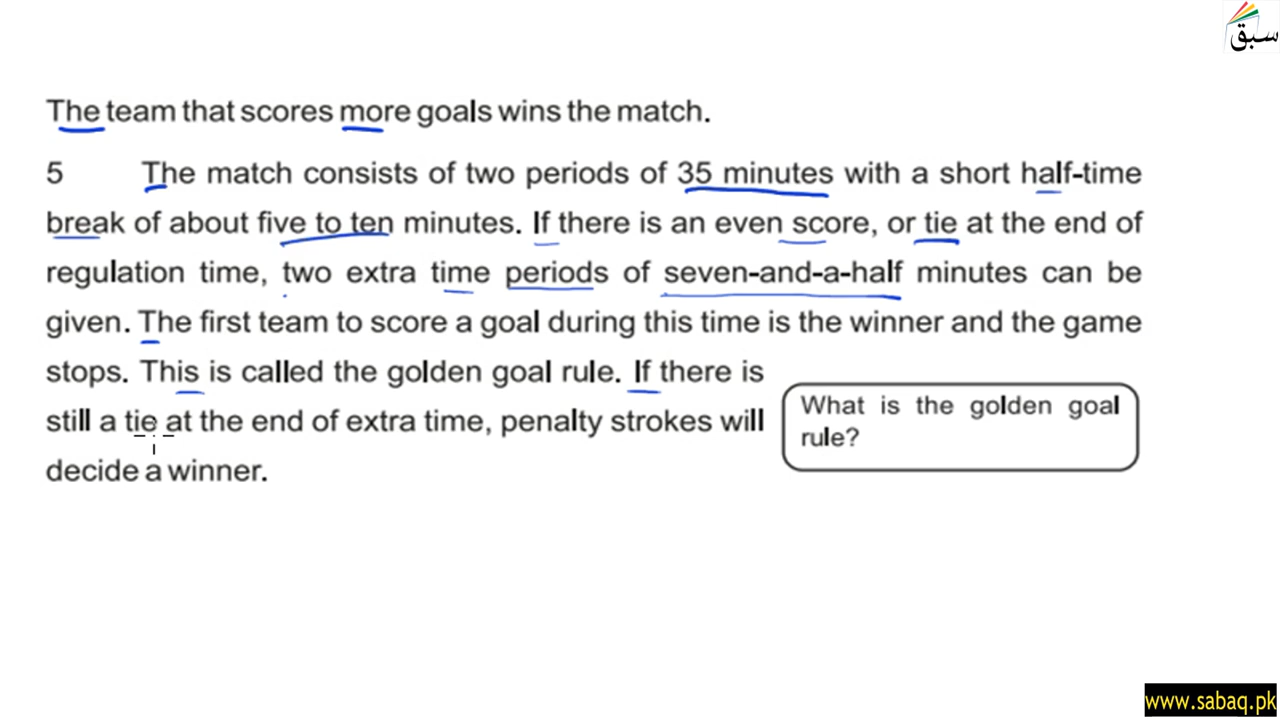 سبق
The team that scores more goals wins the match.
5 The match consists of two periods of 35 minutes with a short half-time
break of about five to ten minutes. If there is an even score, or tie at the end of
regulation time, two extra time periods of seven-and-a-half minutes can be
given. The first team to score a goal during this time is the winner and the game
stops. This is called the golden goal rule. If there is
still a tie at the end of extra time, penalty strokes will
decide a winner.
What is the golden goal
rule?
www.sabaq.pk